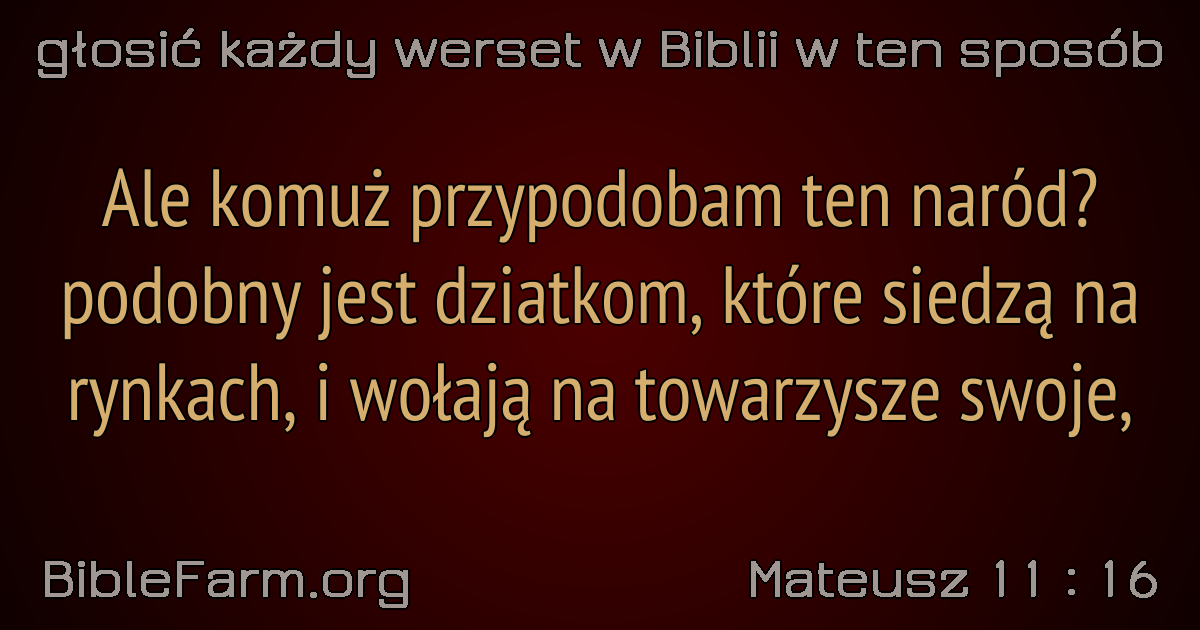 głosić każdy werset w Biblii w ten sposób
Ale komuż przypodobam ten naród?
podobny jest dziatkom, które siedzą na
rynkach, i wołają na towarzysze swoje,
BibleFarm.org
Mateusz 11 : 16